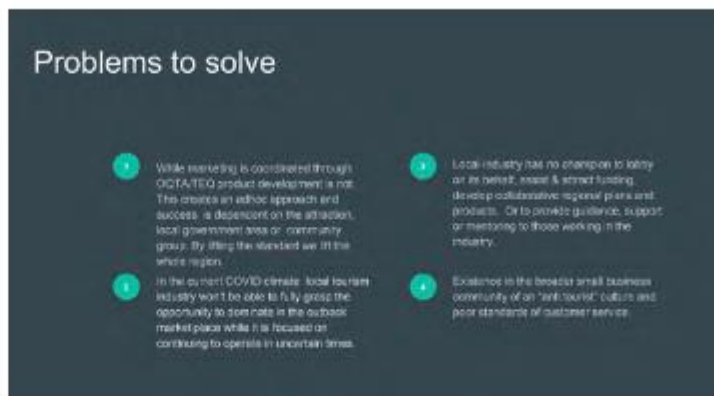 Problems to solve
1
While marketing is coordinated through
OQTA/TEQ product development is not.
This creates an adhoc approach and
success is dependent on the attraction,
local government area or community
group. By lifting the standard we lift the
whole region.
2
In the current COVID climate local tourism
industry won't be able to fully grasp the
opportunity to dominate in the outback
market place while it is focused on
continuing to operate in uncertain times.
3
Local industry has no champion to lobby
on its behalf, assist & attract funding,
develop collaborative regional plans and
products. Or to provide guidance, support
or mentoring to those working in the
industry.
4
Existence in the broader small business
community of an "anti tourist" culture and
poor standards of customer service.